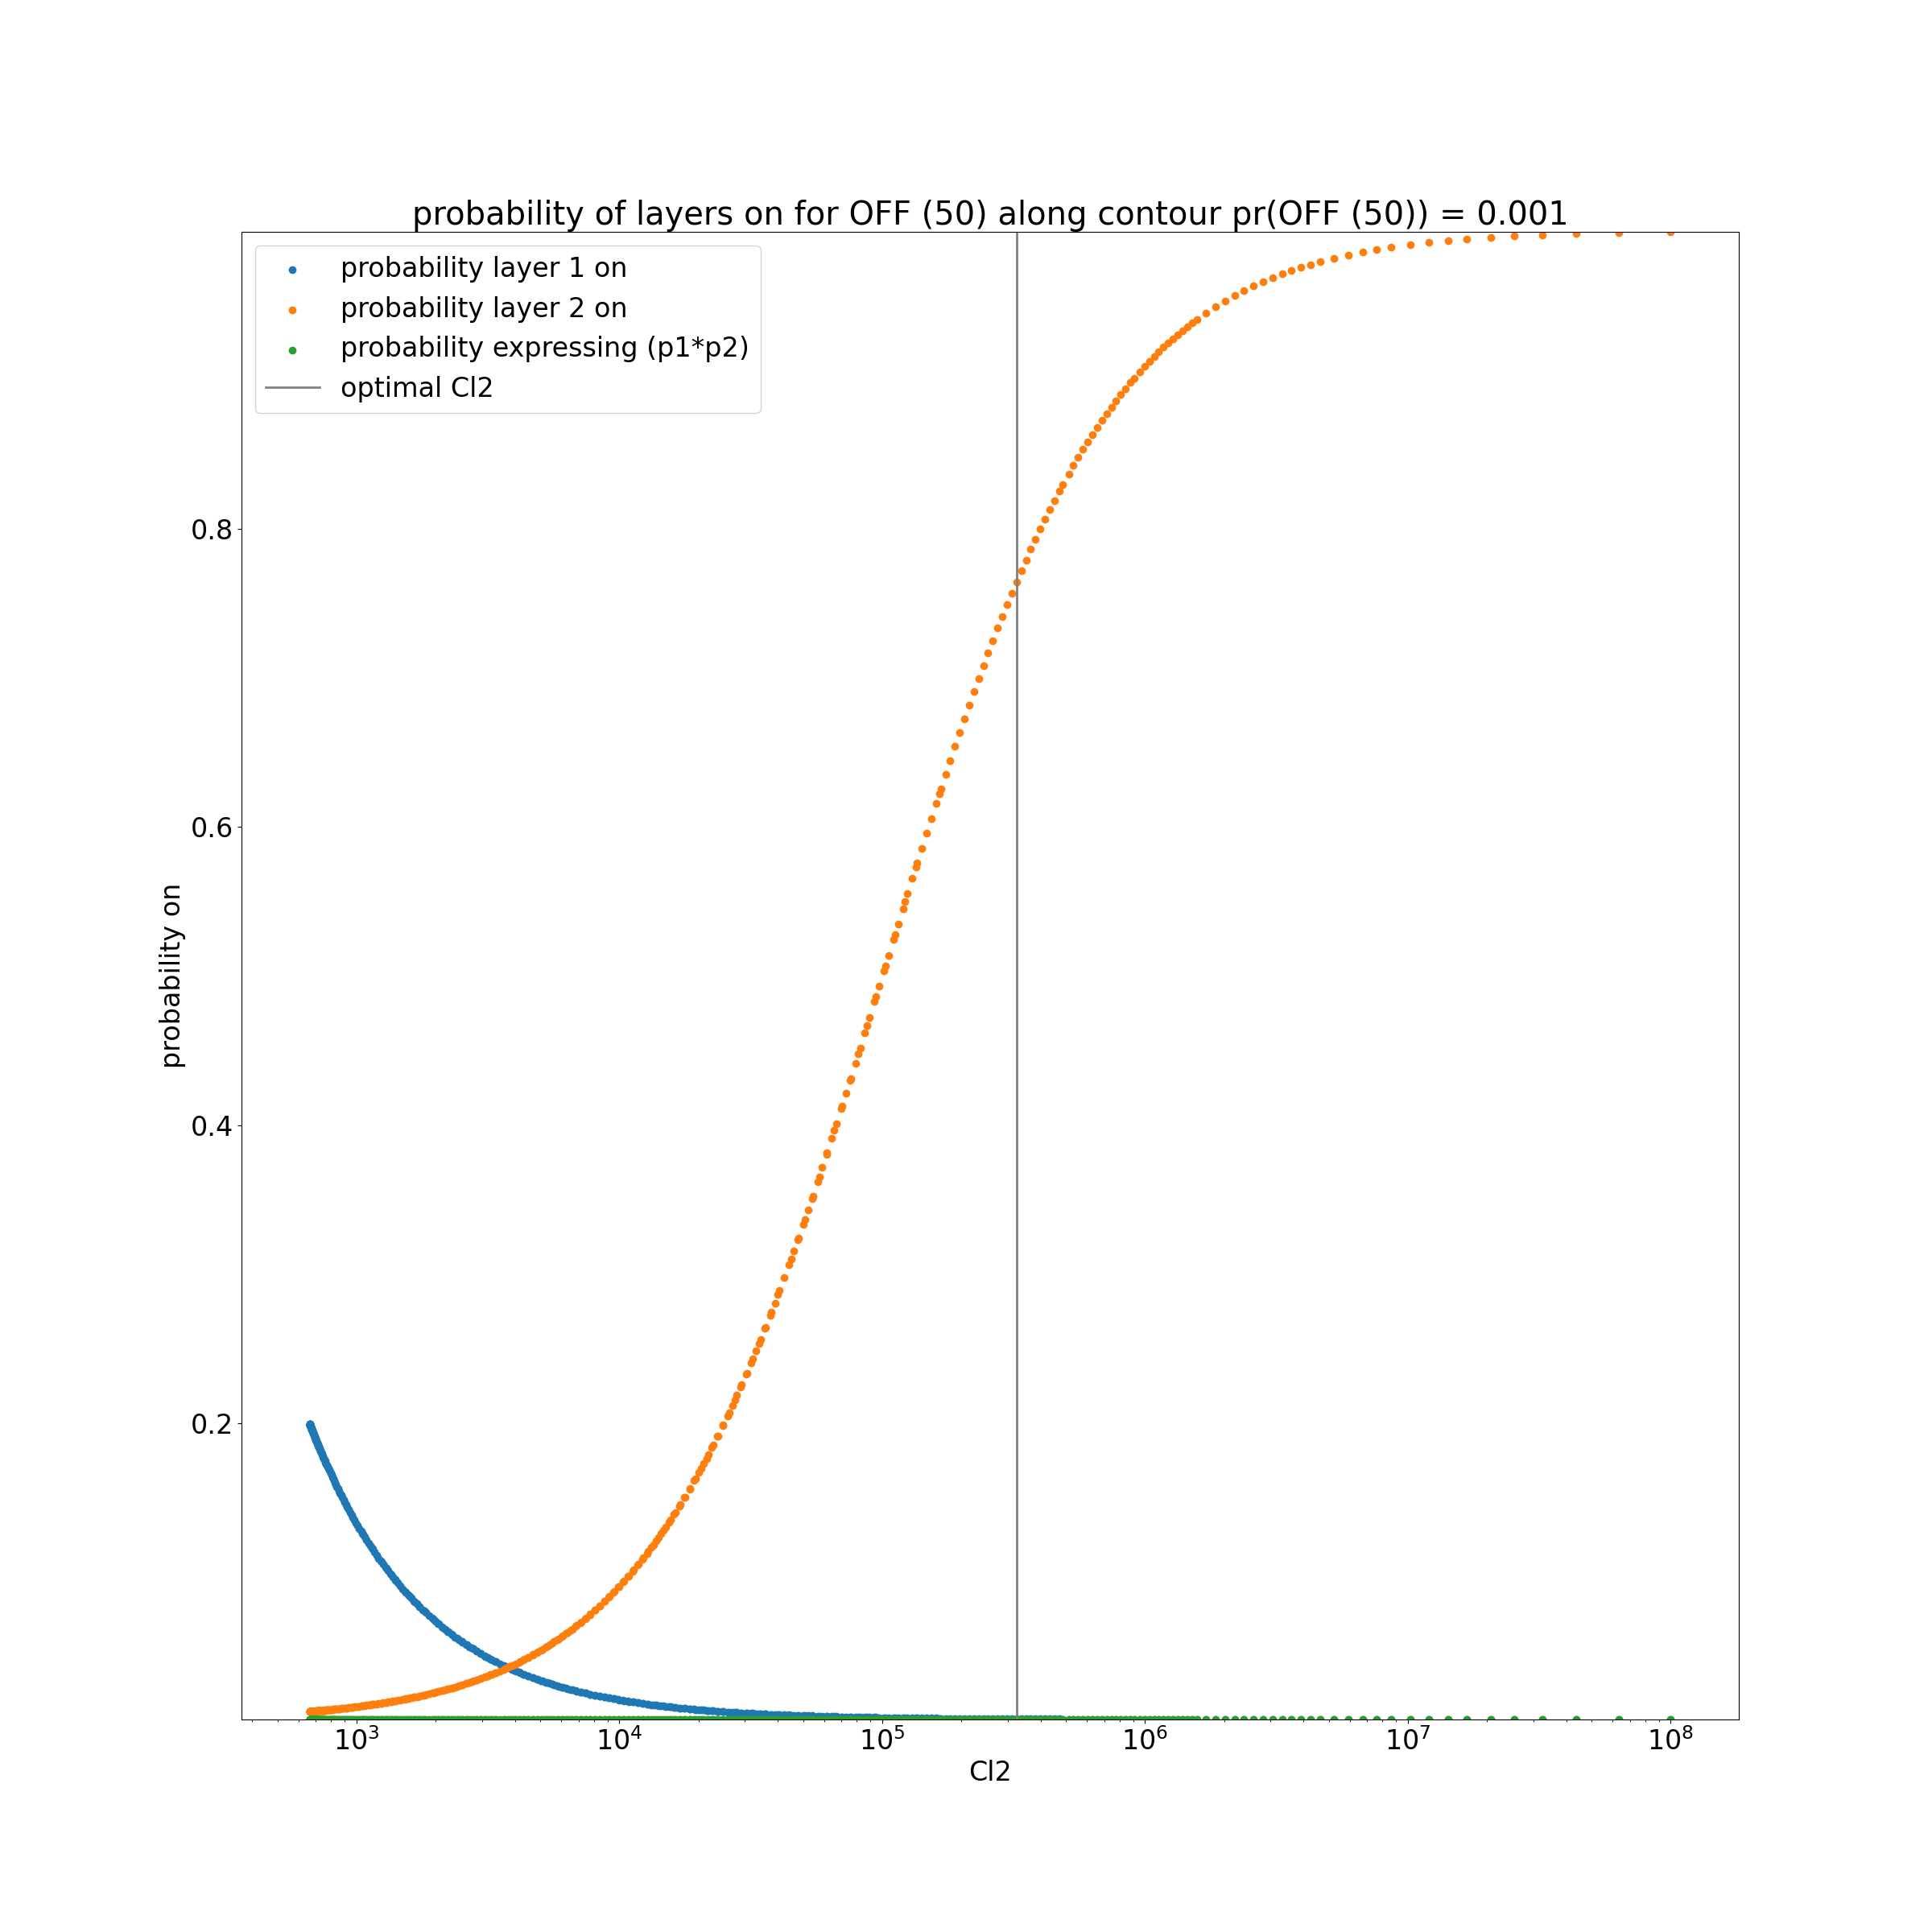 probability of layers on for OFF (50) along contour pr(OFF (50)) = 0.001
probability layer 1 on
probability layer 2 on
probability expressing (p1*p2)
optimal Cl2
probability on
0.8
0.6
0.4
0.2
10³ 10⁴ 10⁵ 10⁶ 10⁷ 10⁸
Cl2